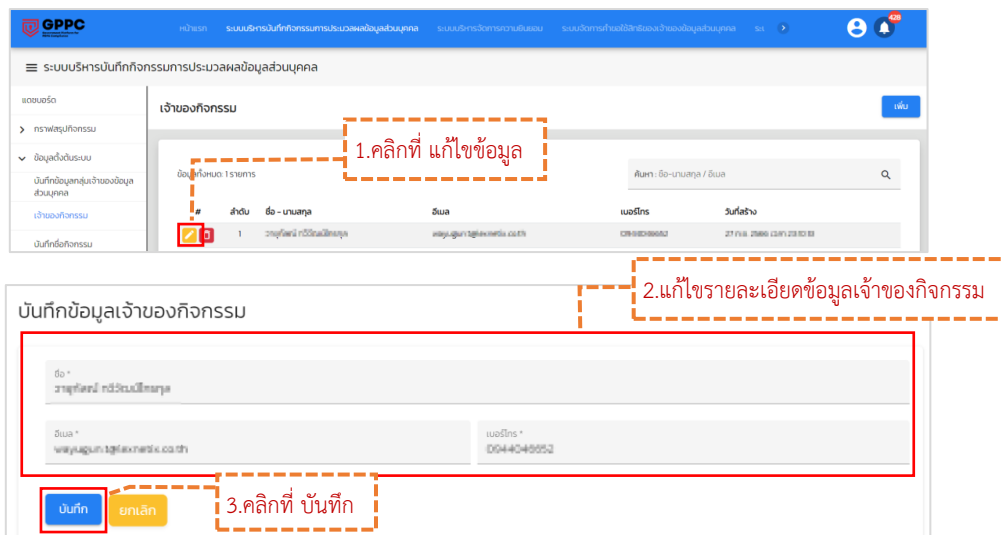 GPPC
หน้าแรก ระบบบริหารบันทึกกิจกรรมการประมวลผลข้อมูลส่วนบุคคล ระบบบริหารจัดการความยินยอม ระบบจัดการคำขอใช้สิทธิของเจ้าของข้อมูลส่วนบุคคล ระเ
428
ระบบบริหารบันทึกกิจกรรมการประมวลผลข้อมูลส่วนบุคคล
แดชบอร์ด
กราฟสรุปกิจกรรม
ข้อมูลตั้งต้นระบบ
บันทึกข้อมูลกลุ่มเจ้าของข้อมูล
ส่วนบุคคล
เจ้าของกิจกรรม
บันทึกชื่อกิจกรรม
เจ้าของกิจกรรม
เพิ่ม
1.คลิกที่ แก้ไขข้อมูล
ข้อมูลทั้งหมด: 1 รายการ
ค้นหา : ชื่อ-นามสกุล / อีเมล
# ลำดับ ชื่อ - นามสกุล อีเมล เบอร์โทร วันที่สร้าง
1
2.แก้ไขรายละเอียดข้อมูลเจ้าของกิจกรรม
บันทึกข้อมูลเจ้าของกิจกรรม
ชื่อ *
อีเมล *
เบอร์โทร *
บันทึก
ยกเลิก
3.คลิกที่ บันทึก